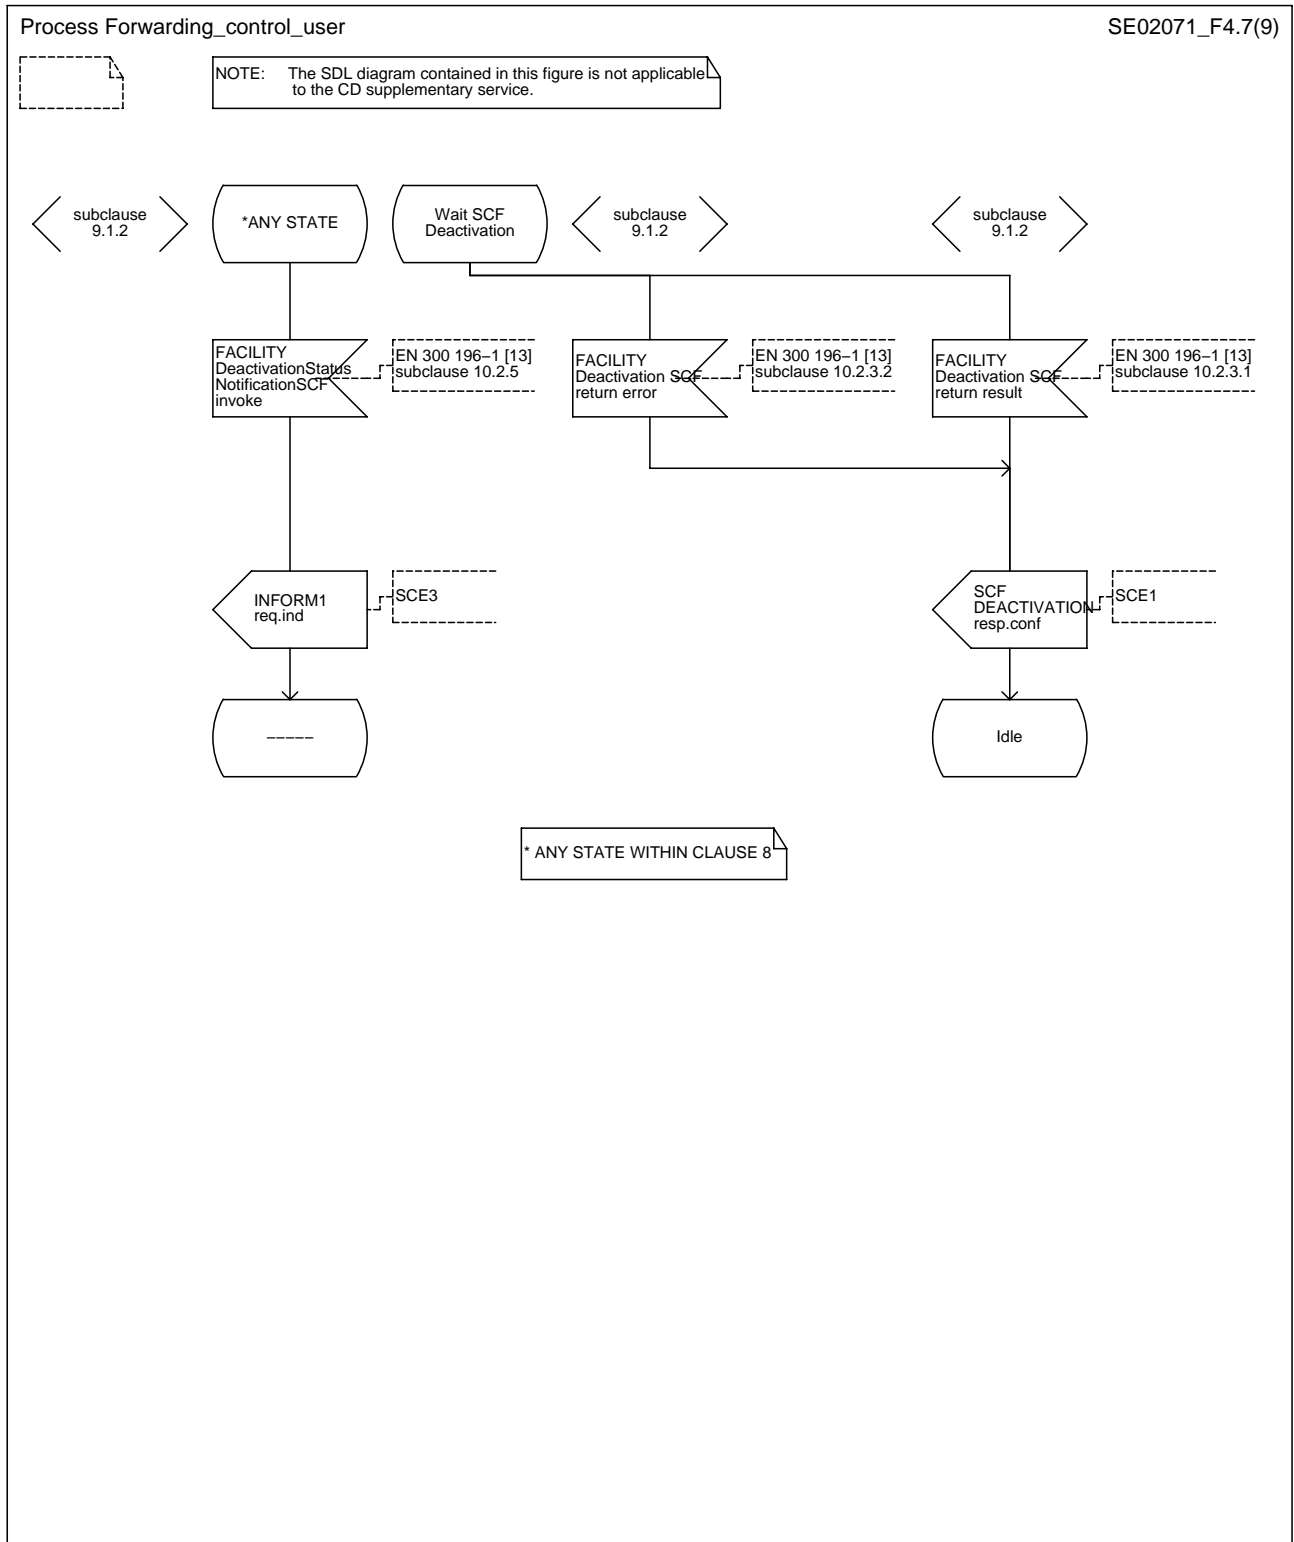 Process Forwarding_control_user
SE02071_F4.7(9)
NOTE: The SDL diagram contained in this figure is not applicable
to the CD supplementary service.
subclause
9.1.2
*ANY STATE
Wait SCF
Deactivation
subclause
9.1.2
subclause
9.1.2
FACILITY
DeactivationStatus
NotificationSCF
invoke
EN 300 196−1 [13]
subclause 10.2.5
FACILITY
Deactivation SCF
return error
EN 300 196−1 [13]
subclause 10.2.3.2
FACILITY
Deactivation SCF
return result
EN 300 196−1 [13]
subclause 10.2.3.1
INFORM1
req.ind
SCE3
SCF
DEACTIVATION
resp.conf
SCE1
−−−−−
Idle
* ANY STATE WITHIN CLAUSE 8